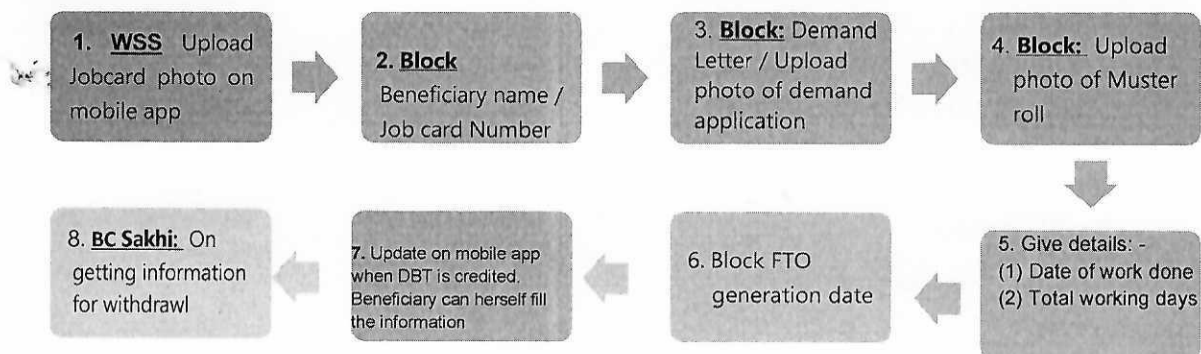 1. WSS Upload
Jobcard photo on
mobile app
2. Block
Beneficiary name /
Job card Number
3. Block: Demand
Letter / Upload
photo of demand
application
4. Block: Upload
photo of Muster
roll
5. Give details: -
(1) Date of work done
(2) Total working days
6. Block FTO
generation date
7. Update on mobile app
when DBT is credited.
Beneficiary can herself fill
the information
8. BC Sakhi: On
getting information
for withdrawl